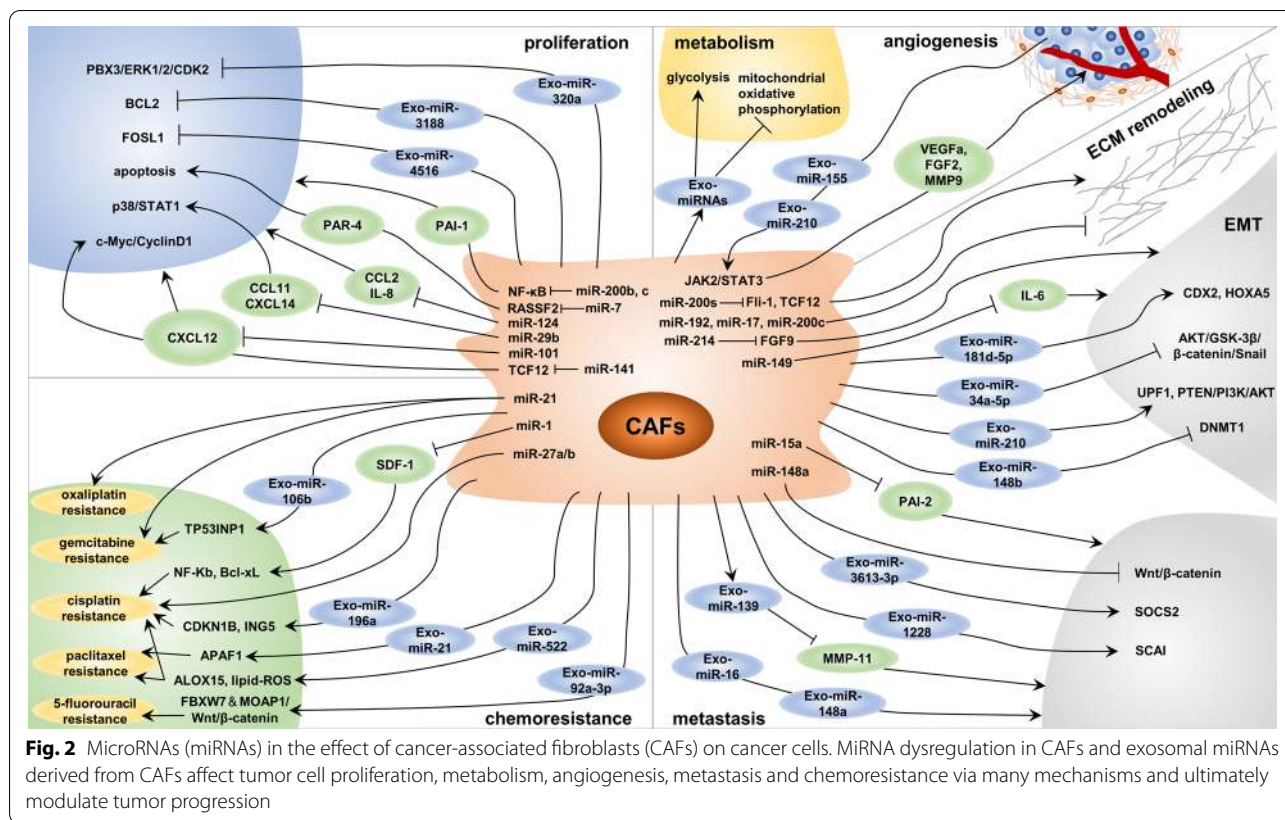 proliferation
PBX3/ERK1/2/CDK2
BCL2
FOSL1
apoptosis
p38/STAT1
c-Myc/CyclinD1
Exo-miR-
320a
Exo-miR-
3188
Exo-miR-
4516
PAR-4
PAI-1
CCL2
IL-8
CCL11
CXCL14
CXCL12
NF-κB
miR-200b, c
RASSF2
miR-7
miR-124
miR-29b
miR-101
TCF12
miR-141
metabolism
glycolysis
mitochondrial
oxidative
phosphorylation
Exo-
miRNAs
angiogenesis
Exo-
miR-155
Exo-
miR-210
VEGFa,
FGF2,
MMP9
JAK2/STAT3
ECM remodeling
miR-200s
Fli-1, TCF12
miR-192, miR-17, miR-200c
miR-214
FGF9
miR-149
EMT
IL-6
CDX2, HOXA5
Exo-miR-
181d-5p
AKT/GSK-3β/
β-catenin/Snail
Exo-miR-
34a-5p
UPF1, PTEN/PI3K/AKT
Exo-miR-
210
DNMT1
Exo-miR-
148b
CAFs
miR-21
miR-1
miR-27a/b
miR-15a
miR-148a
SDF-1
Exo-miR-
106b
oxaliplatin
resistance
TP53INP1
gemcitabine
resistance
NF-Kb, Bcl-xL
cisplatin
resistance
CDKN1B, ING5
Exo-miR-
196a
APAF1
Exo-
miR-21
paclitaxel
resistance
ALOX15, lipid-ROS
Exo-
miR-522
5-fluorouracil
resistance
FBXW7 & MOAP1/
Wnt/β-catenin
Exo-miR-
92a-3p
chemoresistance
metastasis
PAI-2
Wnt/β-catenin
Exo-miR-
3613-3p
SOCS2
Exo-
miR-139
Exo-miR-
1228
SCAI
MMP-11
Exo-
miR-16
Exo-miR-
148a
Fig. 2 MicroRNAs (miRNAs) in the effect of cancer-associated fibroblasts (CAFs) on cancer cells. MiRNA dysregulation in CAFs and exosomal miRNAs
derived from CAFs affect tumor cell proliferation, metabolism, angiogenesis, metastasis and chemoresistance via many mechanisms and ultimately
modulate tumor progression